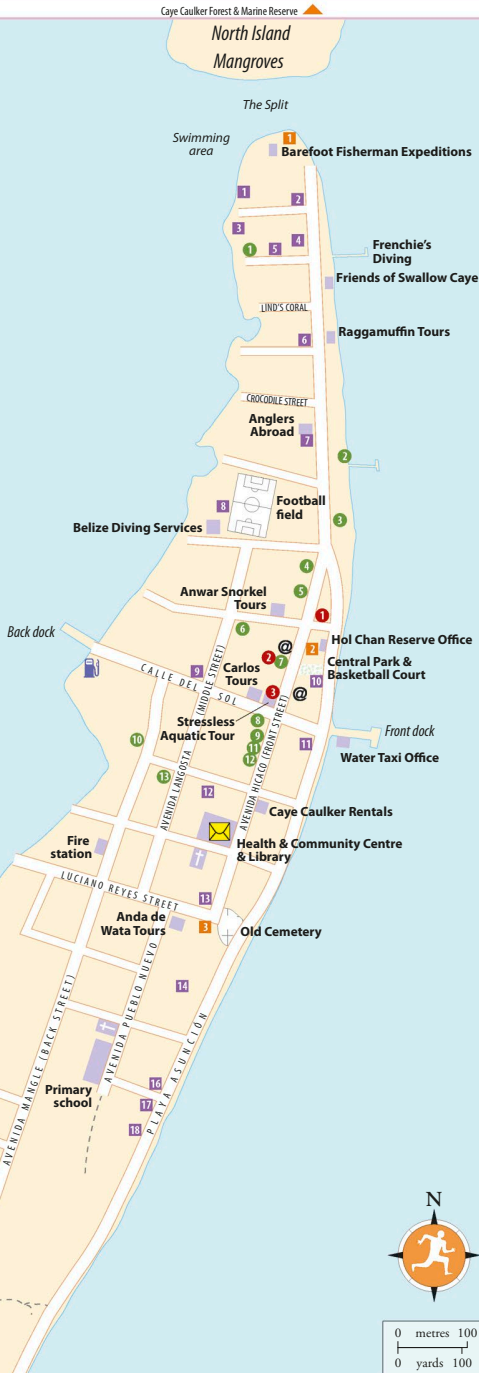 Caye Caulker Forest & Marine Reserve
North Island
Mangroves
The Split
Swimming
area
1
Barefoot Fisherman Expeditions
1
2
3
4
5
1
Frenchie's
Diving
Friends of Swallow Caye
LIND'S CORAL
Raggamuffin Tours
6
CROCODILE STREET
Anglers
Abroad
7
2
8
Football
field
3
Belize Diving Services
4
5
Anwar Snorkel
Tours
1
6
Back dock
@
2
Hol Chan Reserve Office
2
7
9
Carlos
Tours
Central Park &
Basketball Court
10
CALLE DEL SOL
3
@
Stressless
Aquatic Tour
8
9
10
11
12
11
Front dock
Water Taxi Office
AVENIDA LANGOSTA (MIDDLE STREET)
AVENIDA HICACO (FRONT STREET)
13
12
Caye Caulker Rentals
Fire
station
Health & Community Centre
& Library
LUCIANO REYES STREET
13
Anda de
Wata Tours
3
Old Cemetery
14
AVENIDA PUEBLO NUEVO
PLAYA ASUNCIÓN
AVENIDA MANGLE (BACK STREET)
Primary
school
16
17
18
N
0 metres 100
0 yards 100